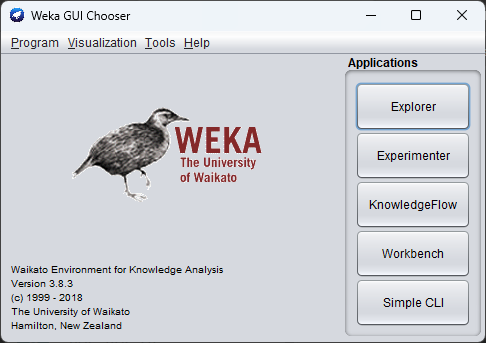 Weka GUI Chooser
Program Visualization Tools Help
Applications
Explorer
Experimenter
KnowledgeFlow
Workbench
Simple CLI
WEKA
The University
of Waikato
Waikato Environment for Knowledge Analysis
Version 3.8.3
(c) 1999 - 2018
The University of Waikato
Hamilton, New Zealand